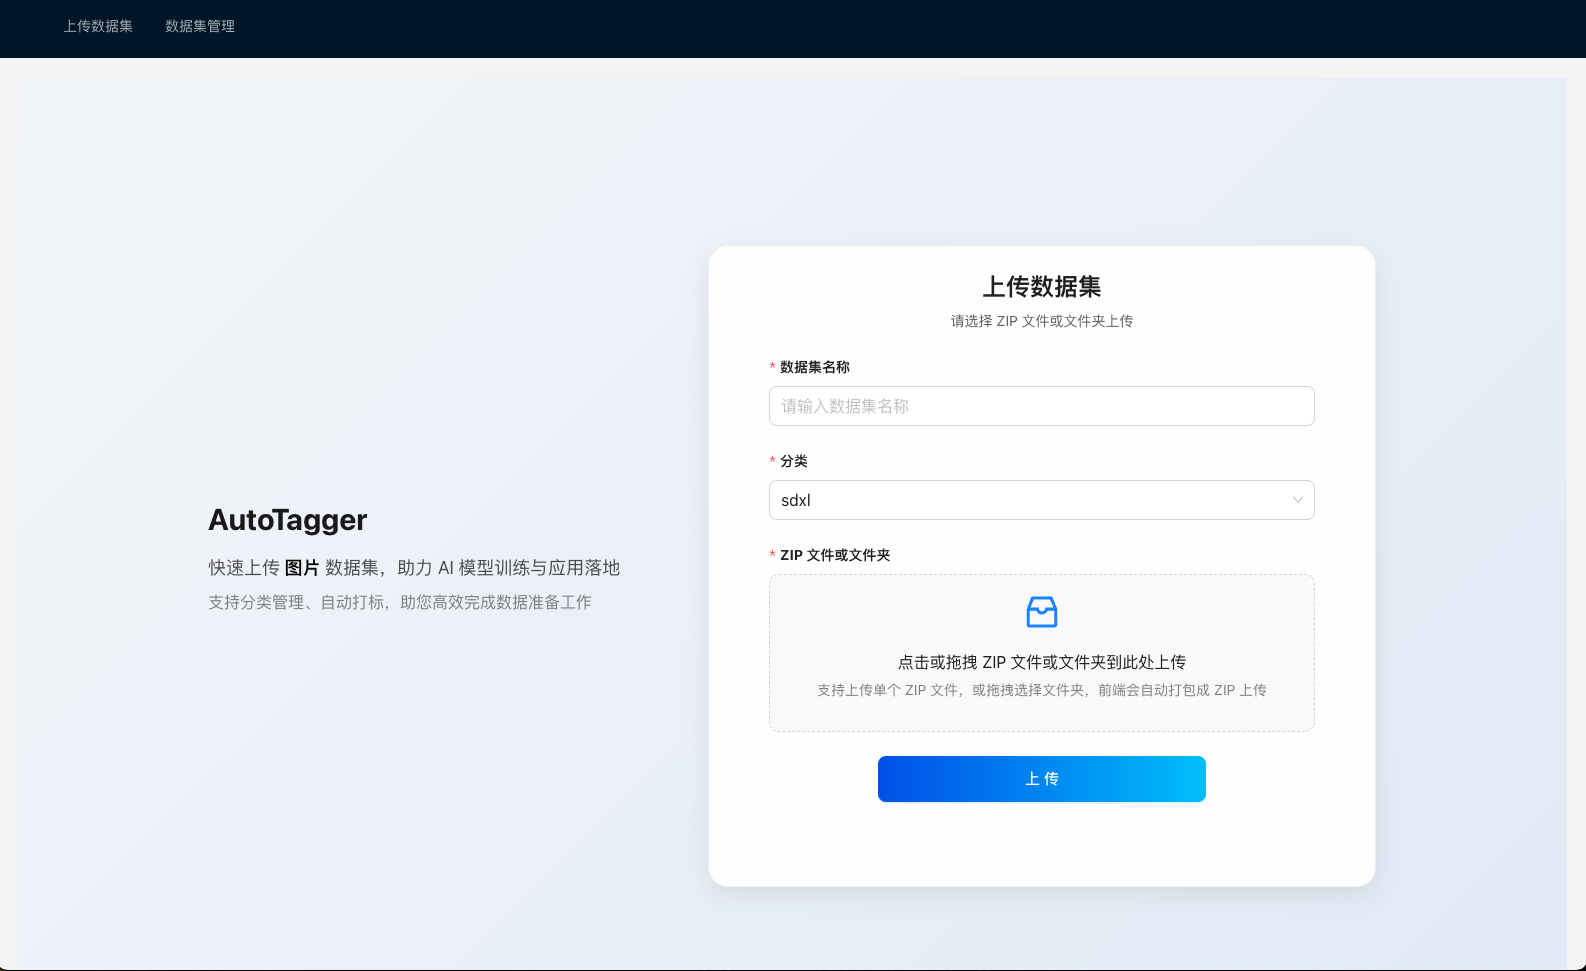 上传数据集 数据集管理
AutoTagger
快速上传 图片 数据集，助力 AI 模型训练与应用落地
支持分类管理、自动打标，助您高效完成数据准备工作
上传数据集
请选择 ZIP 文件或文件夹上传
* 数据集名称
请输入数据集名称
* 分类
sdxl
* ZIP 文件或文件夹
点击或拖拽 ZIP 文件或文件夹到此处上传
支持上传单个 ZIP 文件，或拖拽选择文件夹，前端会自动打包成 ZIP 上传
上 传